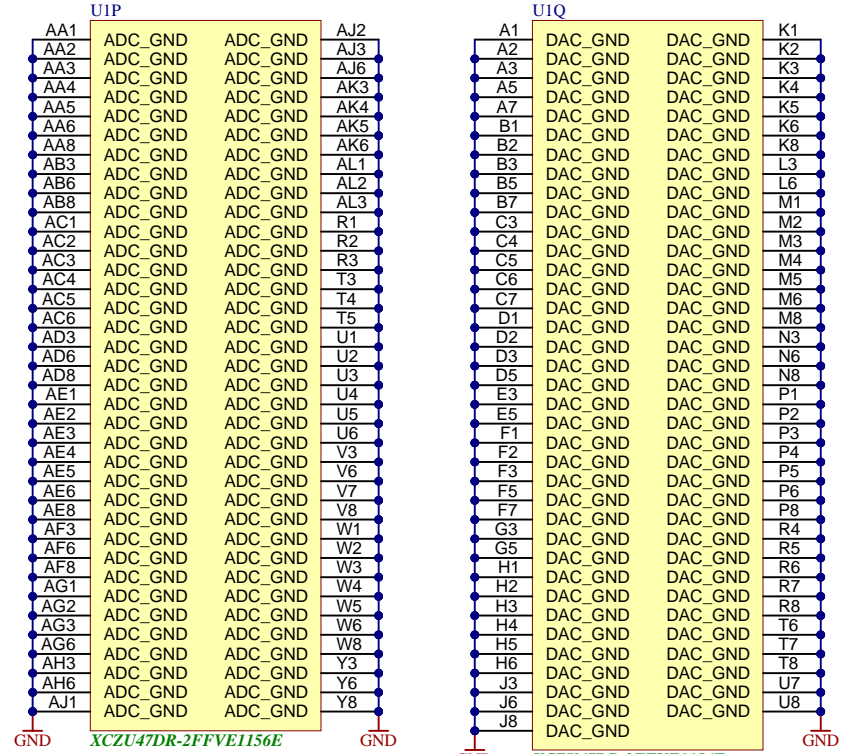 U1P
AA1 ADC_GND ADC_GND AJ2
AA2 ADC_GND ADC_GND AJ3
AA3 ADC_GND ADC_GND AJ6
AA4 ADC_GND ADC_GND AK3
AA5 ADC_GND ADC_GND AK4
AA6 ADC_GND ADC_GND AK5
AA8 ADC_GND ADC_GND AK6
AB3 ADC_GND ADC_GND AL1
AB6 ADC_GND ADC_GND AL2
AB8 ADC_GND ADC_GND AL3
AC1 ADC_GND ADC_GND R1
AC2 ADC_GND ADC_GND R2
AC3 ADC_GND ADC_GND R3
AC4 ADC_GND ADC_GND T3
AC5 ADC_GND ADC_GND T4
AC6 ADC_GND ADC_GND T5
AD3 ADC_GND ADC_GND U1
AD6 ADC_GND ADC_GND U2
AD8 ADC_GND ADC_GND U3
AE1 ADC_GND ADC_GND U4
AE2 ADC_GND ADC_GND U5
AE3 ADC_GND ADC_GND U6
AE4 ADC_GND ADC_GND V3
AE5 ADC_GND ADC_GND V6
AE6 ADC_GND ADC_GND V7
AE8 ADC_GND ADC_GND V8
AF3 ADC_GND ADC_GND W1
AF6 ADC_GND ADC_GND W2
AF8 ADC_GND ADC_GND W3
AG1 ADC_GND ADC_GND W4
AG2 ADC_GND ADC_GND W5
AG3 ADC_GND ADC_GND W6
AG6 ADC_GND ADC_GND W8
AH3 ADC_GND ADC_GND Y3
AH6 ADC_GND ADC_GND Y6
AJ1 ADC_GND ADC_GND Y8
GND XCZU47DR-2FFVE1156E GND
U1Q
A1 DAC_GND DAC_GND K1
A2 DAC_GND DAC_GND K2
A3 DAC_GND DAC_GND K3
A5 DAC_GND DAC_GND K4
A7 DAC_GND DAC_GND K5
B1 DAC_GND DAC_GND K6
B2 DAC_GND DAC_GND K8
B3 DAC_GND DAC_GND L3
B5 DAC_GND DAC_GND L6
B7 DAC_GND DAC_GND M1
C3 DAC_GND DAC_GND M2
C4 DAC_GND DAC_GND M3
C5 DAC_GND DAC_GND M4
C6 DAC_GND DAC_GND M5
C7 DAC_GND DAC_GND M6
D1 DAC_GND DAC_GND M8
D2 DAC_GND DAC_GND N3
D3 DAC_GND DAC_GND N6
D5 DAC_GND DAC_GND N8
E3 DAC_GND DAC_GND P1
E5 DAC_GND DAC_GND P2
F1 DAC_GND DAC_GND P3
F2 DAC_GND DAC_GND P4
F3 DAC_GND DAC_GND P5
F5 DAC_GND DAC_GND P6
F7 DAC_GND DAC_GND P8
G3 DAC_GND DAC_GND R4
G5 DAC_GND DAC_GND R5
H1 DAC_GND DAC_GND R6
H2 DAC_GND DAC_GND R7
H3 DAC_GND DAC_GND R8
H4 DAC_GND DAC_GND T6
H5 DAC_GND DAC_GND T7
H6 DAC_GND DAC_GND T8
J3 DAC_GND DAC_GND U7
J6 DAC_GND DAC_GND U8
J8 DAC_GND
GND